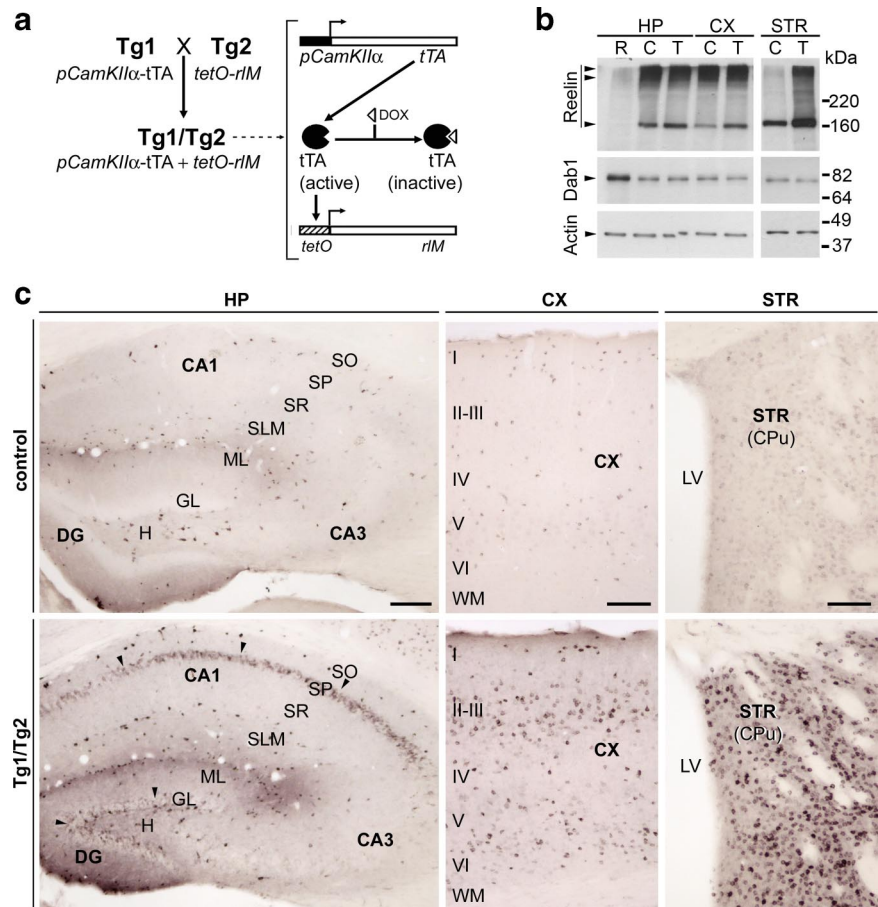 a
Tg1 X Tg2
pCamKIIα-tTA tetO-rlM
Tg1/Tg2
pCamKIIα-tTA + tetO-rlM
pCamKIIα tTA
DOX
tTA tTA
(active) (inactive)
tetO rlM
b
HP CX STR
R C T C T C T kDa
Reelin
220
160
Dab1
82
64
Actin
49
37
c
HP CX STR
control
CA1
SO
SP
SR
SLM
ML
GL
H
DG
CA3
I
II-III
IV
V
VI
WM
CX
STR
(CPu)
LV
Tg1/Tg2
CA1
SO
SP
SR
SLM
ML
GL
H
DG
CA3
I
II-III
IV
V
VI
WM
CX
STR
(CPu)
LV